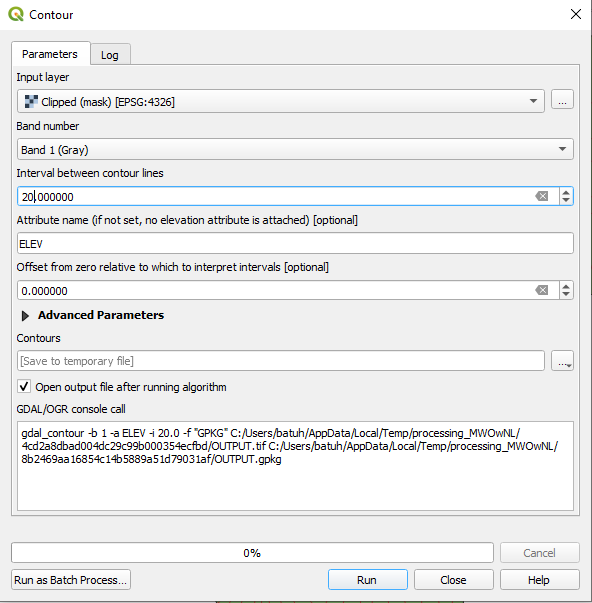 Contour
Parameters
Log
Input layer
Clipped (mask) [EPSG:4326]
...
Band number
Band 1 (Gray)
Interval between contour lines
20.000000
Attribute name (if not set, no elevation attribute is attached) [optional]
ELEV
Offset from zero relative to which to interpret intervals [optional]
0.000000
Advanced Parameters
Contours
[Save to temporary file]
...
Open output file after running algorithm
GDAL/OGR console call
gdal_contour -b 1 -a ELEV -i 20.0 -f "GPKG" C:/Users/batuh/AppData/Local/Temp/processing_MWOwNL/
4cd2a8dbad004dc29c99b000354ecfbd/OUTPUT.tif C:/Users/batuh/AppData/Local/Temp/processing_MWOwNL/
8b2469aa16854c14b5889a51d79031af/OUTPUT.gpkg
0%
Cancel
Run as Batch Process...
Run
Close
Help